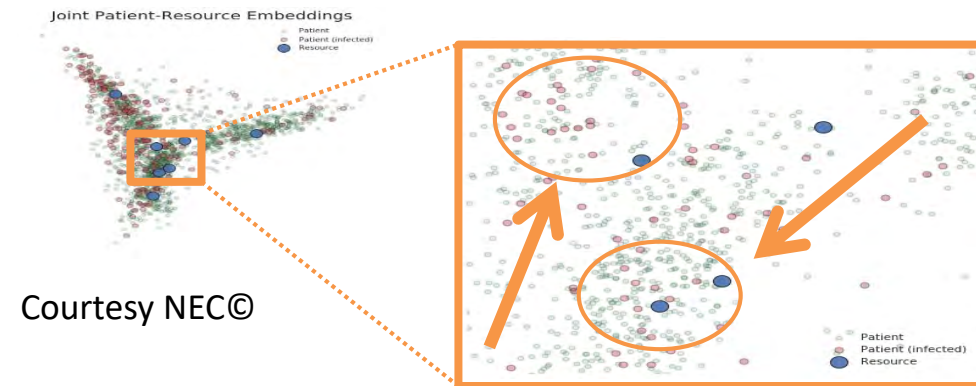 Joint Patient-Resource Embeddings
Patient
Patient (infected)
Resource
Courtesy NEC©
Patient
Patient (infected)
Resource